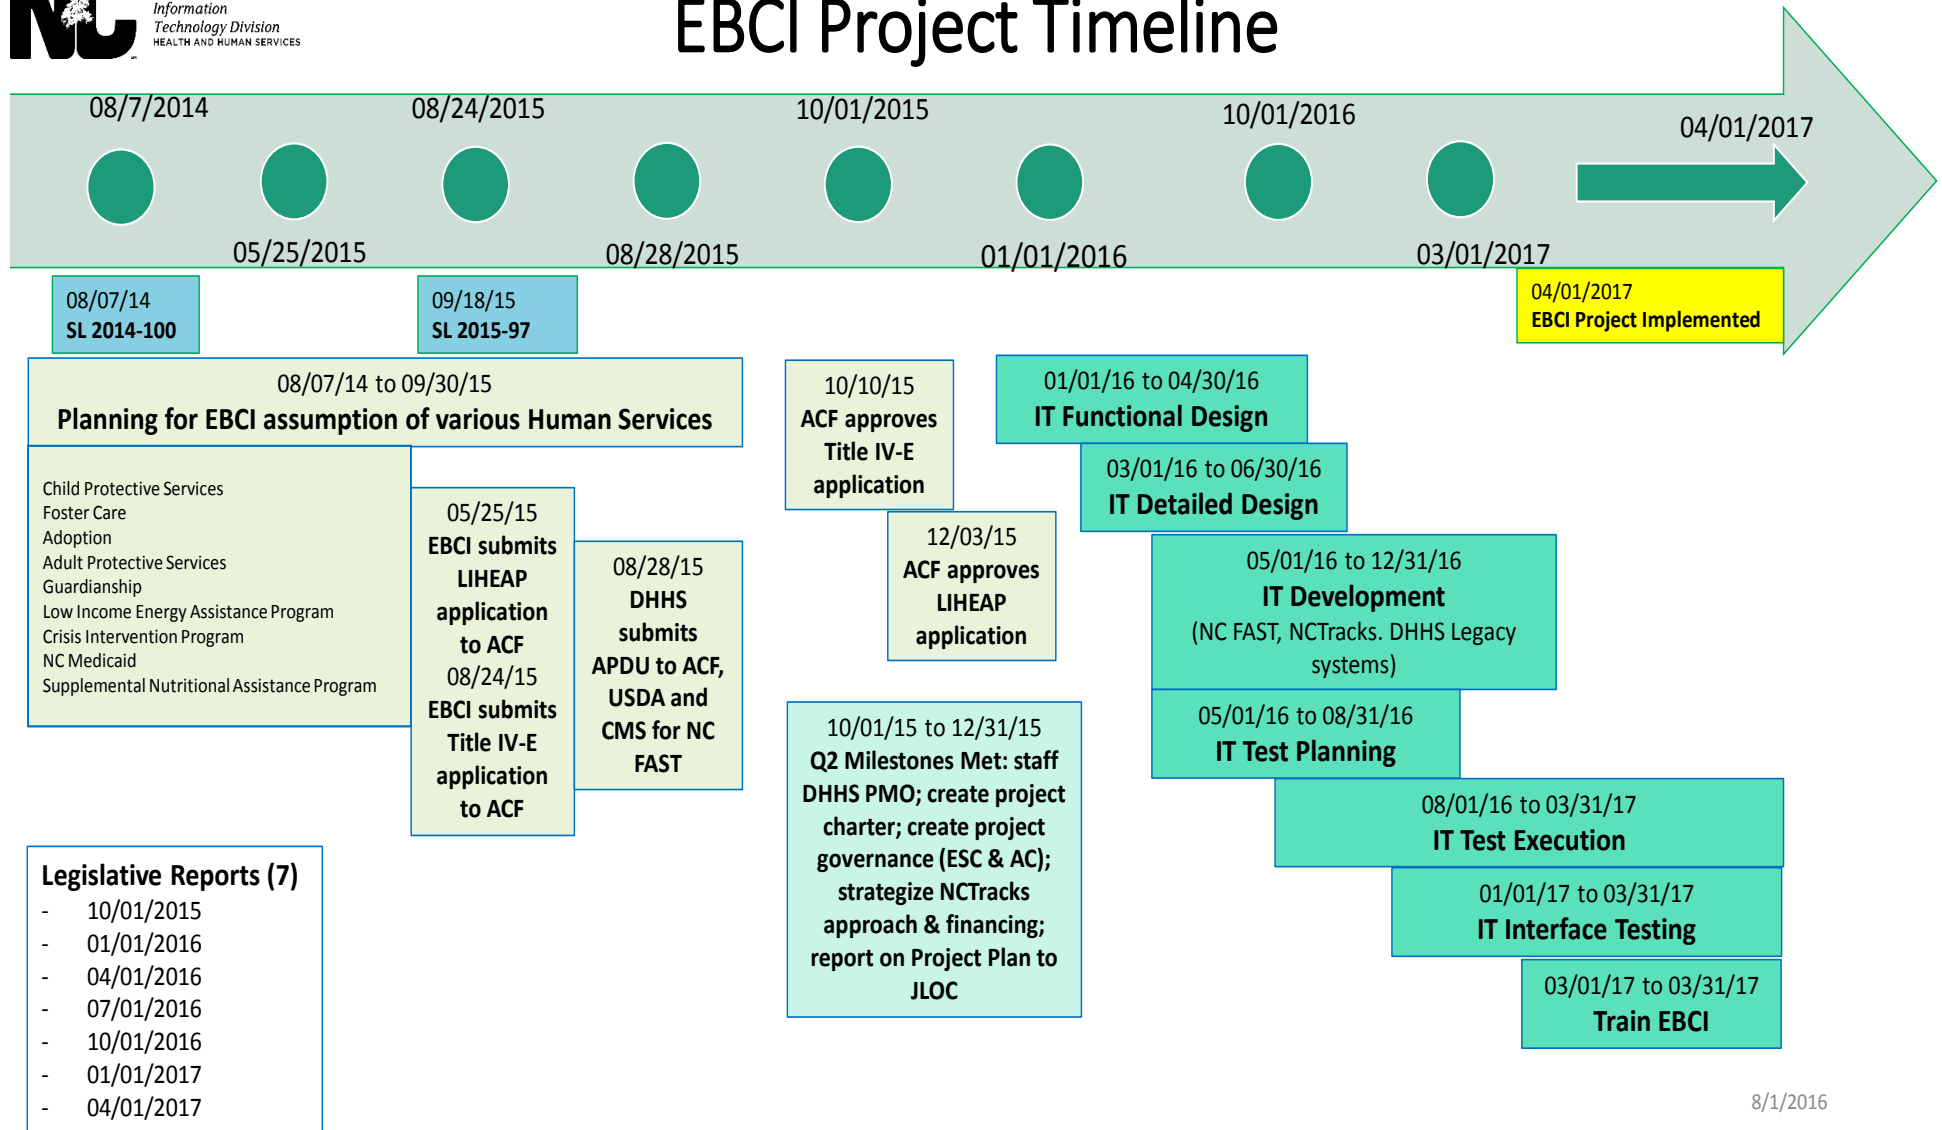 NC
Information
Technology Division
HEALTH AND HUMAN SERVICES
EBCI Project Timeline
08/7/2014
08/24/2015
10/01/2015
10/01/2016
04/01/2017
05/25/2015
08/28/2015
01/01/2016
03/01/2017
08/07/14
SL 2014-100
09/18/15
SL 2015-97
04/01/2017
EBCI Project Implemented
08/07/14 to 09/30/15
Planning for EBCI assumption of various Human Services
Child Protective Services
Foster Care
Adoption
Adult Protective Services
Guardianship
Low Income Energy Assistance Program
Crisis Intervention Program
NC Medicaid
Supplemental Nutritional Assistance Program
05/25/15
EBCI submits
LIHEAP
application
to ACF
08/24/15
EBCI submits
Title IV-E
application
to ACF
08/28/15
DHHS
submits
APDU to ACF,
USDA and
CMS for NC
FAST
10/10/15
ACF approves
Title IV-E
application
12/03/15
ACF approves
LIHEAP
application
10/01/15 to 12/31/15
Q2 Milestones Met: staff
DHHS PMO; create project
charter; create project
governance (ESC & AC);
strategize NCTracks
approach & financing;
report on Project Plan to
JLOC
01/01/16 to 04/30/16
IT Functional Design
03/01/16 to 06/30/16
IT Detailed Design
05/01/16 to 12/31/16
IT Development
(NC FAST, NCTracks. DHHS Legacy
systems)
05/01/16 to 08/31/16
IT Test Planning
08/01/16 to 03/31/17
IT Test Execution
01/01/17 to 03/31/17
IT Interface Testing
03/01/17 to 03/31/17
Train EBCI
Legislative Reports (7)
- 10/01/2015
- 01/01/2016
- 04/01/2016
- 07/01/2016
- 10/01/2016
- 01/01/2017
- 04/01/2017
8/1/2016